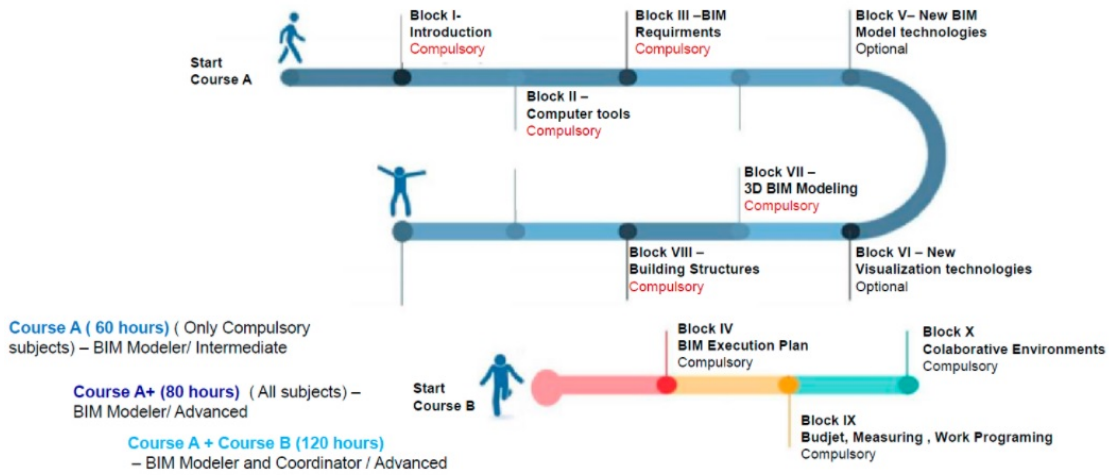 Block I-
Introduction
Compulsory
Block III –BIM
Requirments
Compulsory
Block V– New BIM
Model technologies
Optional
Start
Course A
Block II –
Computer tools
Compulsory
Block VII –
3D BIM Modeling
Compulsory
Block VIII –
Building Structures
Compulsory
Block VI – New
Visualization technologies
Optional
Course A ( 60 hours) ( Only Compulsory
subjects) – BIM Modeler/ Intermediate
Course A+ (80 hours) ( All subjects) –
BIM Modeler/ Advanced
Course A + Course B (120 hours)
– BIM Modeler and Coordinator / Advanced
Start
Course B
Block IV
BIM Execution Plan
Compulsory
Block X
Colaborative Environments
Compulsory
Block IX
Budjet, Measuring , Work Programing
Compulsory